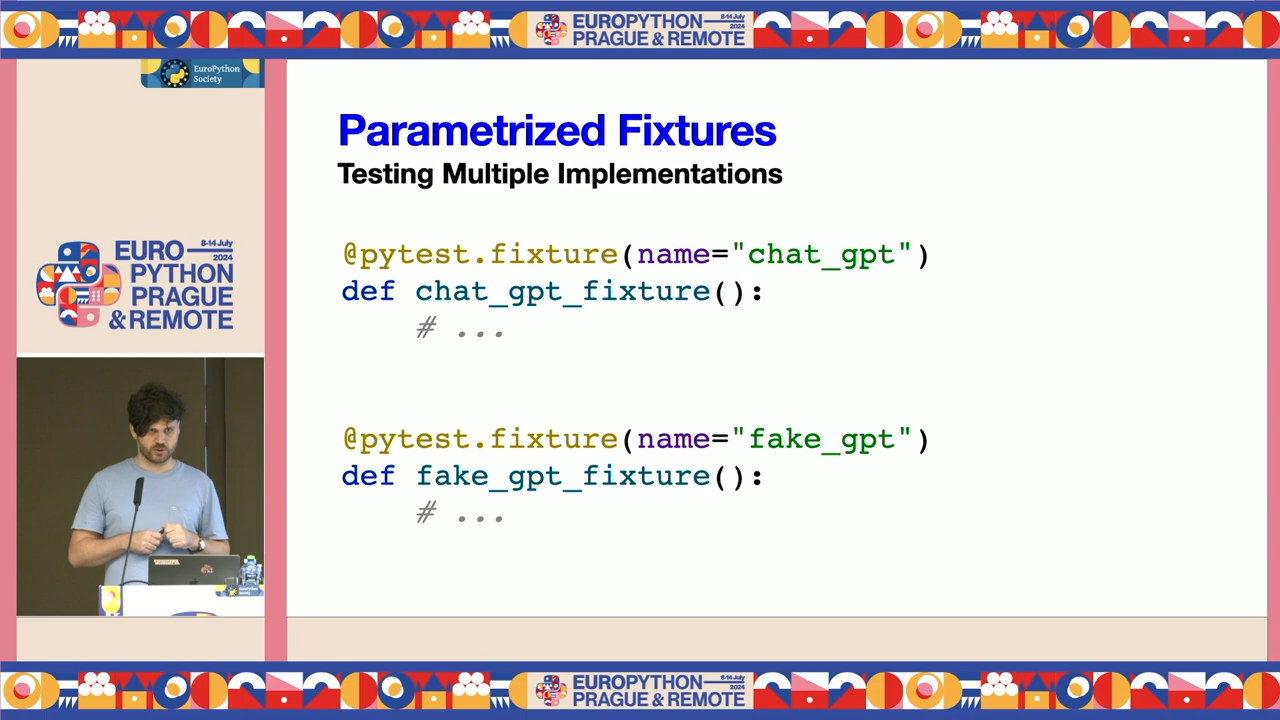 EUROPYTHON
8-14 July
2024
PRAGUE & REMOTE
EuroPython
Society
EURO
8-14 July
2024
PYTHON
PRAGUE
& REMOTE
Parametrized Fixtures
Testing Multiple Implementations
@pytest.fixture(name="chat_gpt")
def chat_gpt_fixture():
# ...
@pytest.fixture(name="fake_gpt")
def fake_gpt_fixture():
# ...
EUROPYTHON
8-14 July
2024
PRAGUE & REMOTE